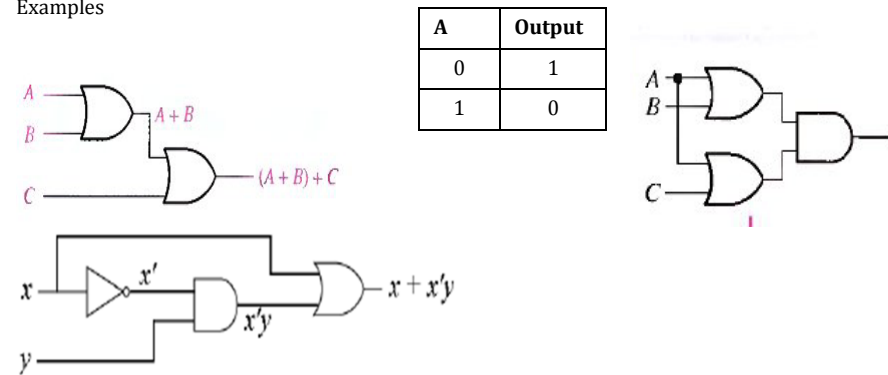 Examples
A Output
0 1
1 0
A
B
A + B
C
(A + B) + C
A
B
C
x
x'
x'y
x + x'y
y